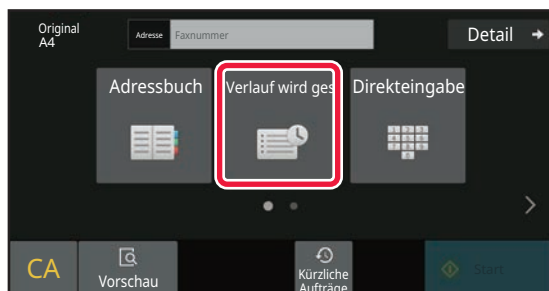 Original
A4
Adresse
Faxnummer
Detail
Adressbuch
Verlauf wird ges
Direkteingabe
CA
Vorschau
Kürzliche
Aufträge
Start